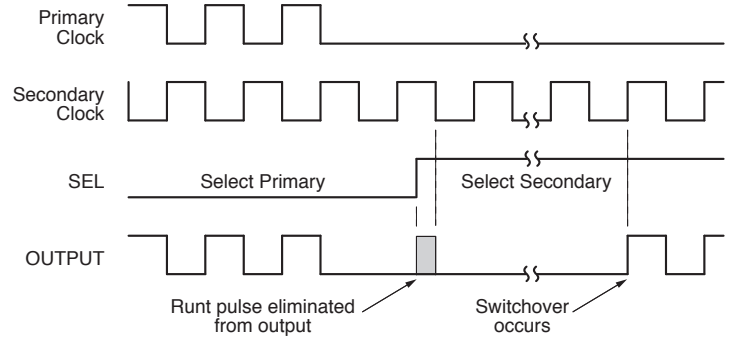 Primary
Clock
Secondary
Clock
SEL
Select Primary
Select Secondary
OUTPUT
Runt pulse eliminated
from output
Switchover
occurs